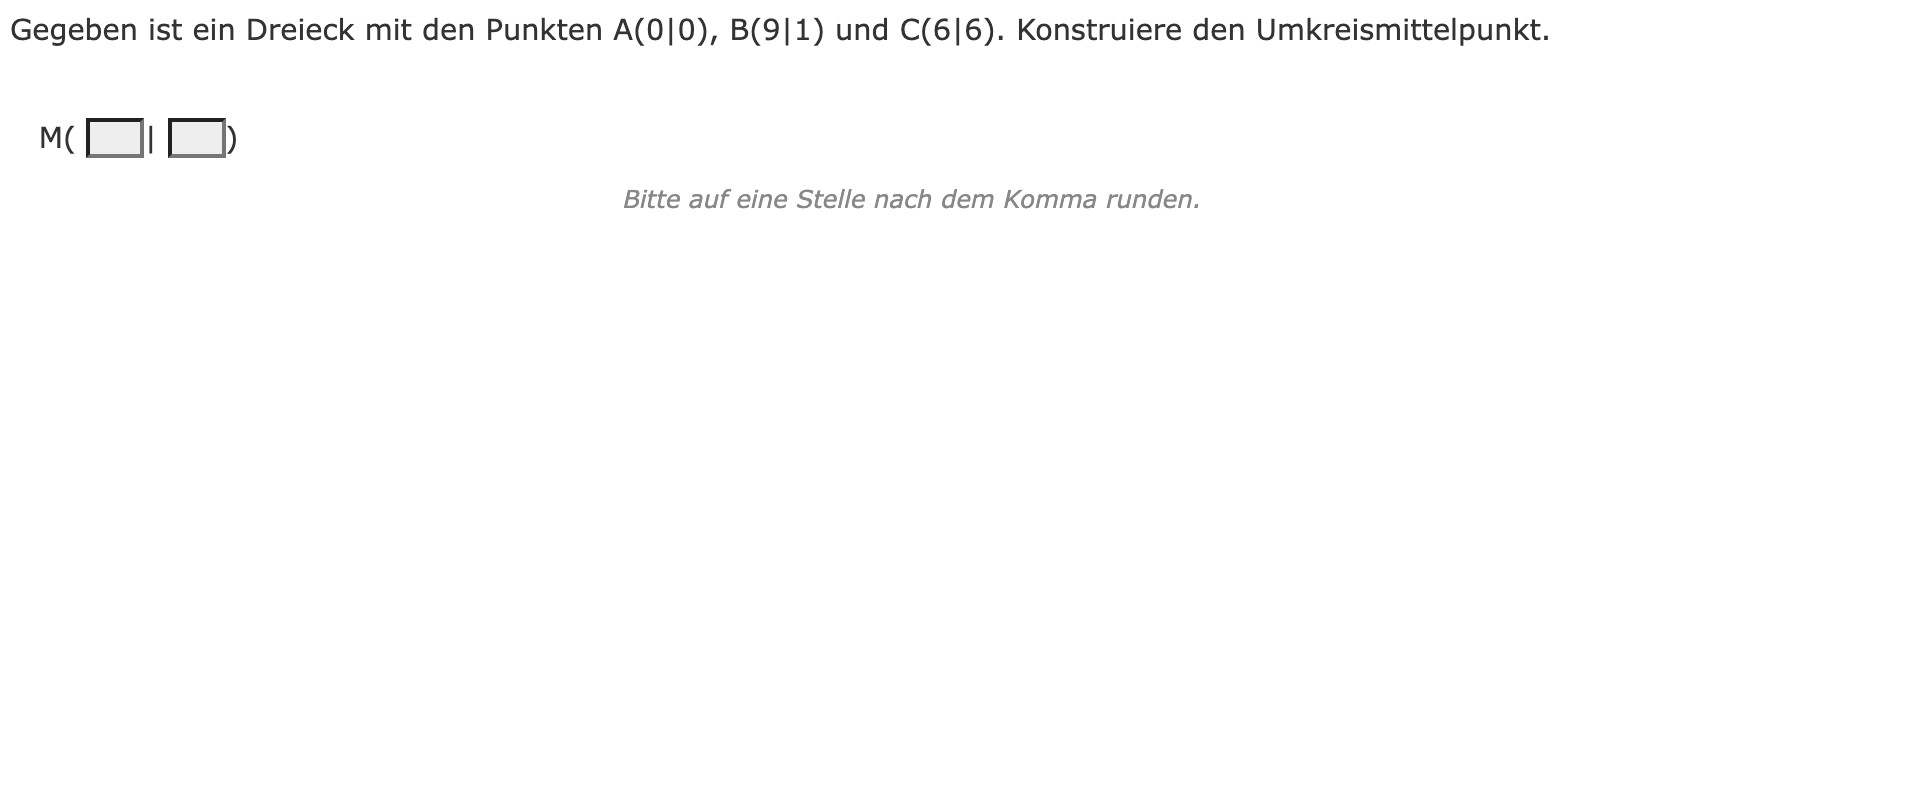 Gegeben ist ein Dreieck mit den Punkten A(0|0), B(9|1) und C(6|6). Konstruiere den Umkreismittelpunkt.
M( | )
Bitte auf eine Stelle nach dem Komma runden.